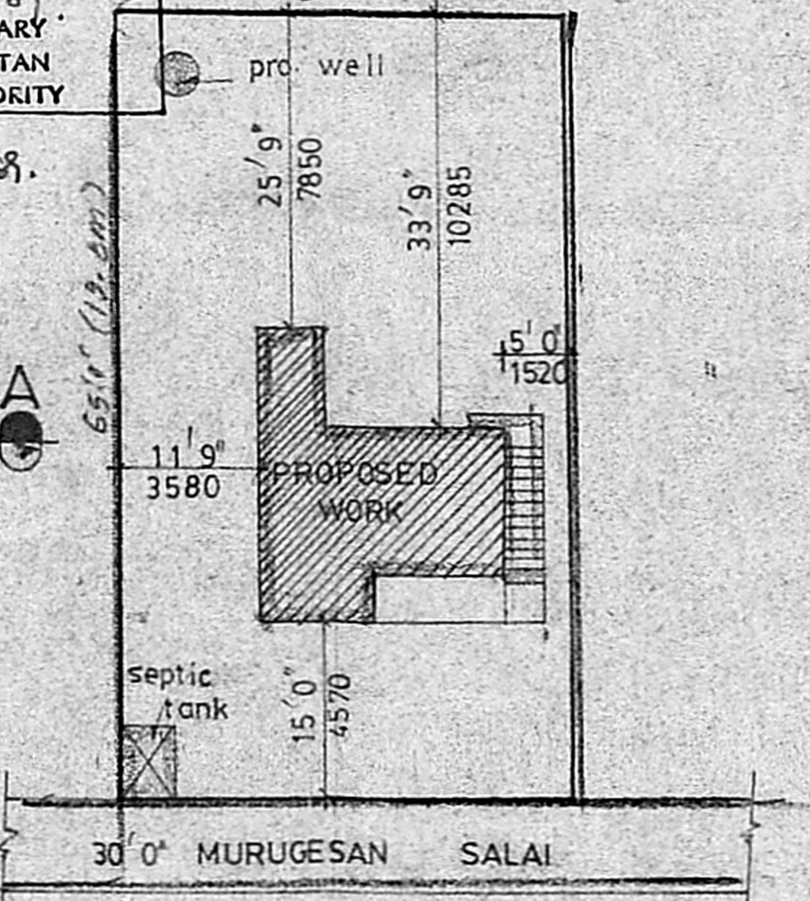 ARY
TAN
ORITY
pro. well
25'9"
7850
33'9"
10285
5'0"
1520
A
11'9"
3580
PROPOSED
WORK
septic
tank
15'0"
4570
30'0" MURUGESAN SALAI